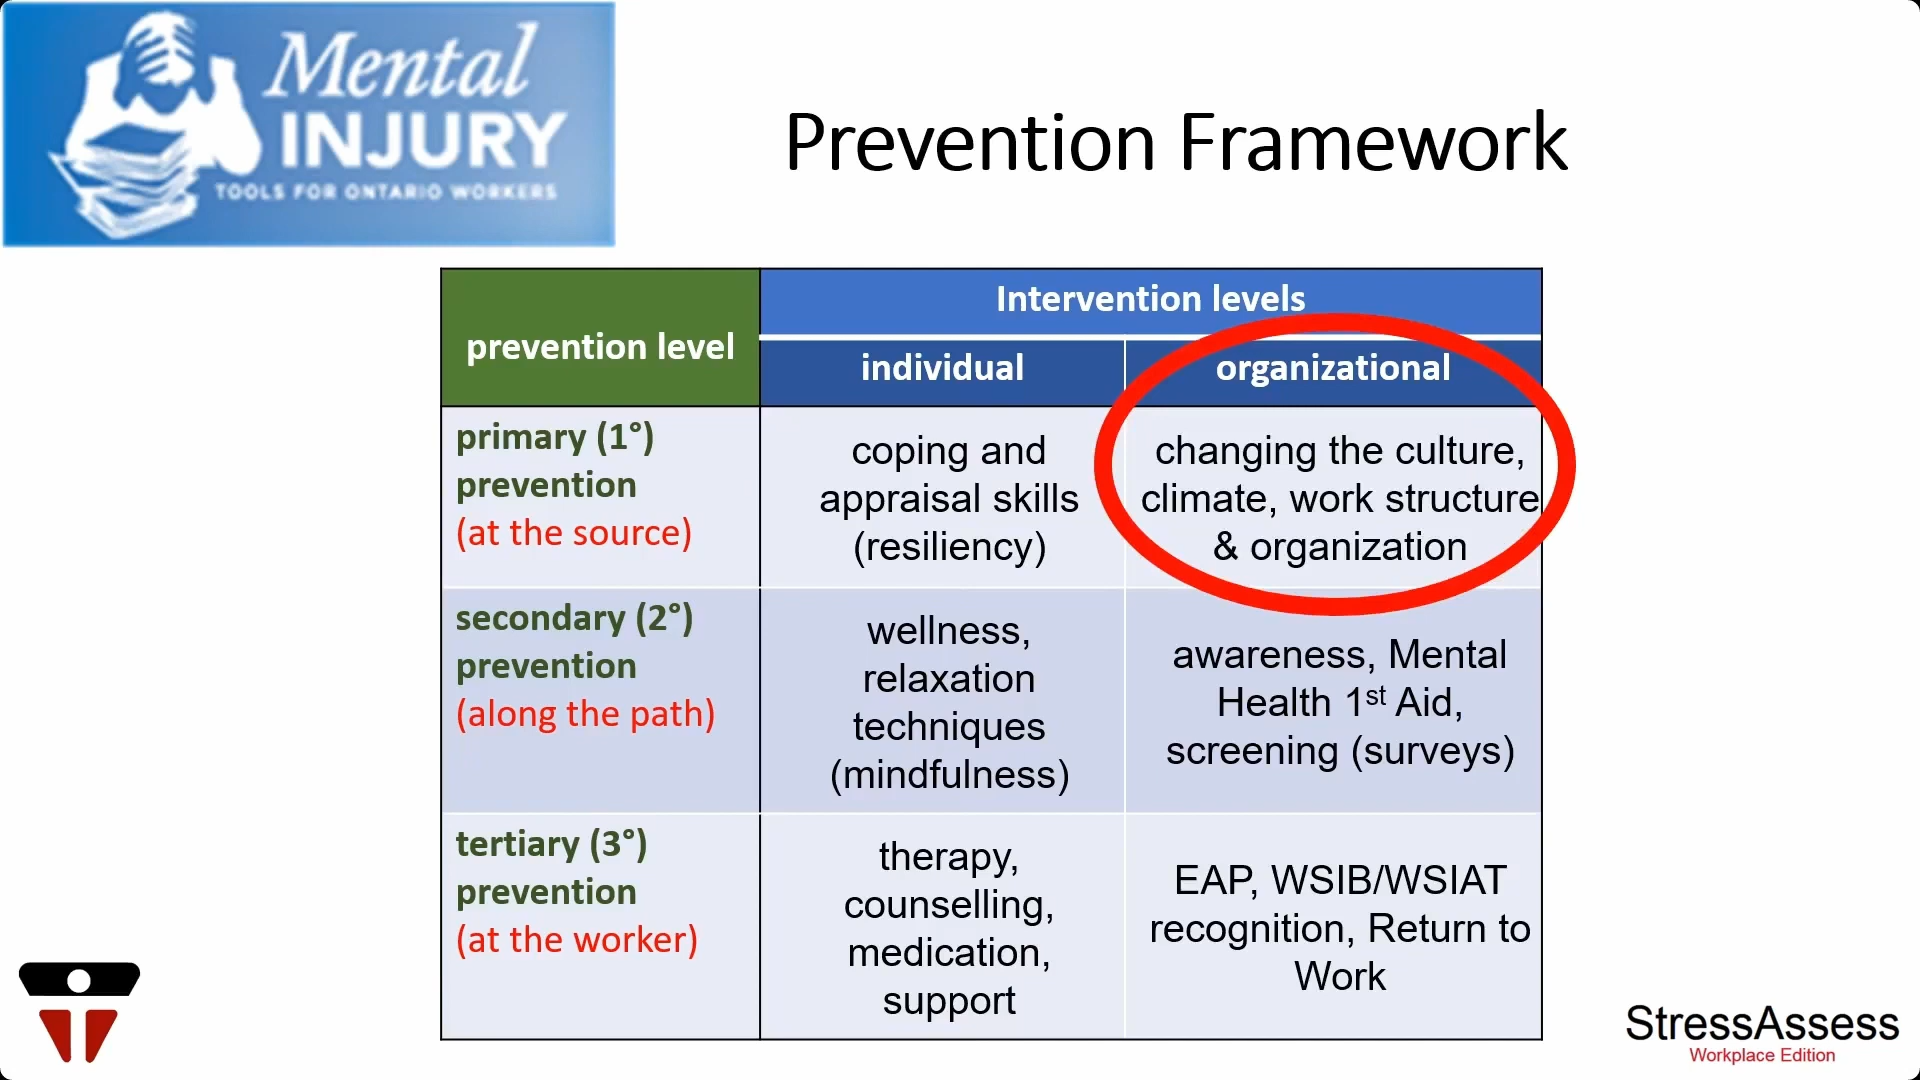 Mental
INJURY
TOOLS FOR ONTARIO WORKERS
Prevention Framework
prevention level
Intervention levels
individual
organizational
primary (1°)
prevention
(at the source)
coping and
appraisal skills
(resiliency)
changing the culture,
climate, work structure
& organization
secondary (2°)
prevention
(along the path)
wellness,
relaxation
techniques
(mindfulness)
awareness, Mental
Health 1st Aid,
screening (surveys)
tertiary (3°)
prevention
(at the worker)
therapy,
counselling,
medication,
support
EAP, WSIB/WSIAT
recognition, Return to
Work
StressAssess
Workplace Edition